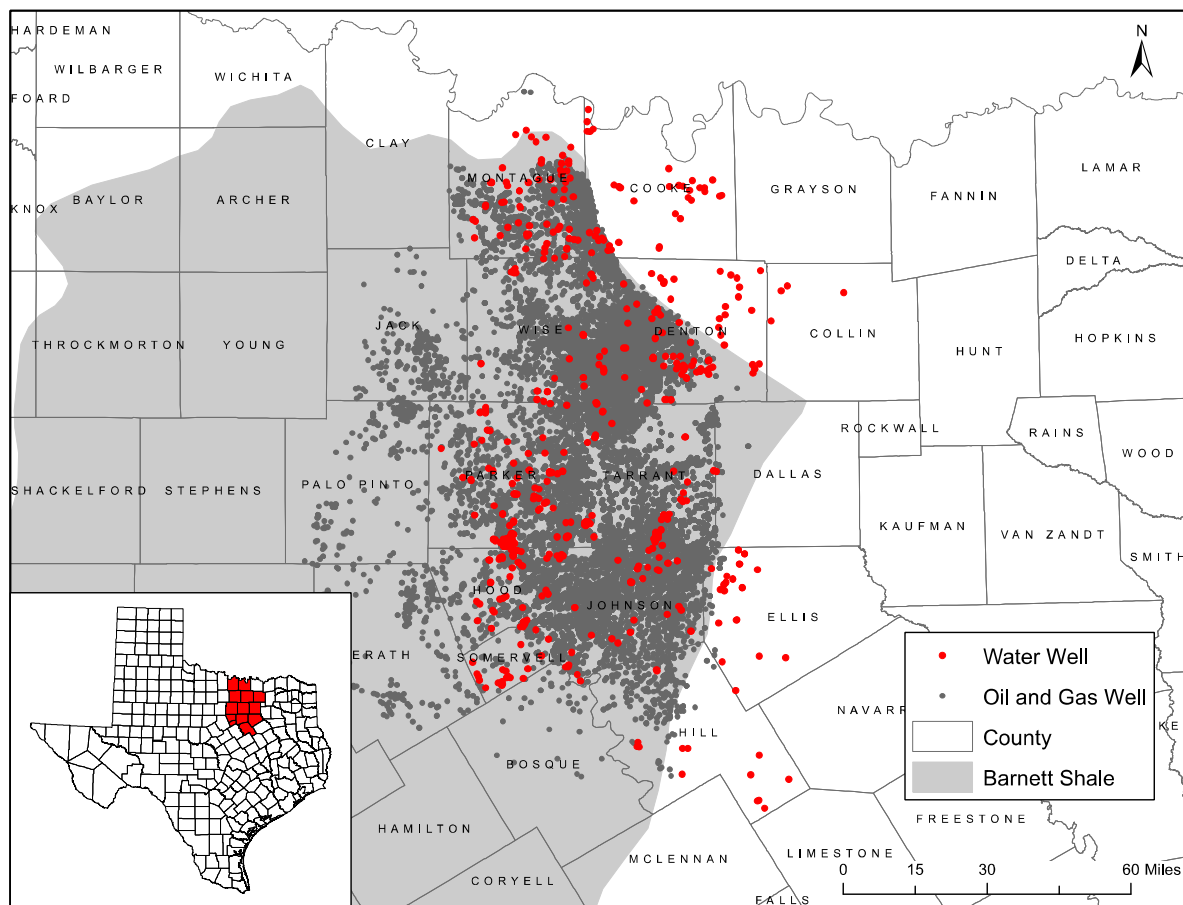 HARDEMAN
N
WILBARGER
WICHITA
FOARD
CLAY
LAMAR
MONTAGUE
COOKE
GRAYSON
FANNIN
KNOX
BAYLOR
ARCHER
DELTA
JACK
WISE
DENTON
COLLIN
THROCKMORTON
YOUNG
HUNT
HOPKINS
ROCKWALL
RAINS
WOOD
SHACKELFORD
STEPHENS
PALO PINTO
PARKER
TARRANT
DALLAS
KAUFMAN
VAN ZANDT
SMITH
HOOD
JOHNSON
ELLIS
ERATH
SOMERVELL
Water Well
Oil and Gas Well
County
Barnett Shale
NAVARR
KE
HILL
BOSQUE
FREESTONE
HAMILTON
MCLENNAN
LIMESTONE
CORYELL
FALLS
0 15 30 60 Miles